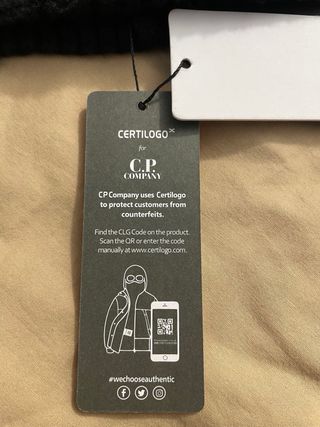 CERTILOGO
for
C.P.
COMPANY
C.P. Company uses Certilogo
to protect customers from
counterfeits.
Find the CLG Code on the product.
Scan the QR or enter the code
manually at www.certilogo.com.
#wechooseauthentic